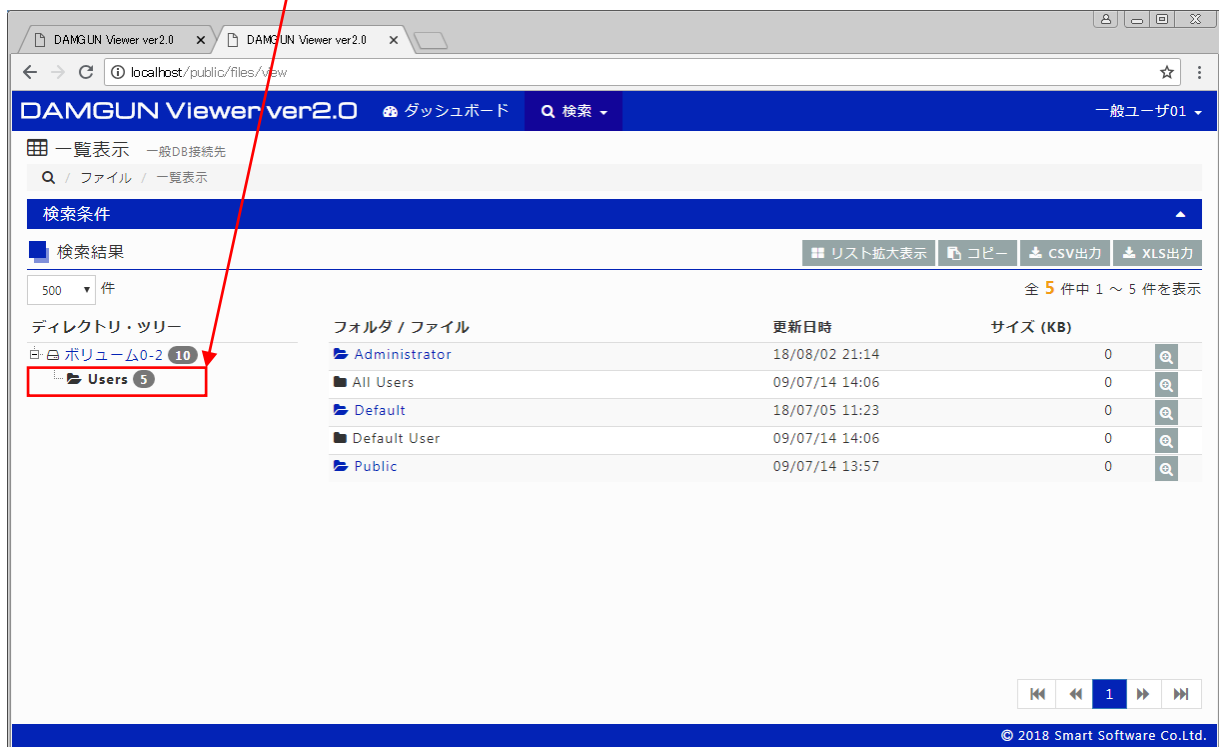 DAMGUN Viewer ver2.0 DAMGUN Viewer ver2.0
localhost/public/files/view
DAMGUN Viewer ver2.0 ダッシュボード 検索 一般ユーザ01
一覧表示 一般DB接続先
/ ファイル / 一覧表示
検索条件
検索結果 リスト拡大表示 コピー CSV出力 XLS出力
500 件 全 5 件中 1 ～ 5 件を表示
ディレクトリ・ツリー フォルダ / ファイル 更新日時 サイズ (KB)
ボリューム0-2 10 Administrator 18/08/02 21:14 0
Users 5 All Users 09/07/14 14:06 0
Default 18/07/05 11:23 0
Default User 09/07/14 14:06 0
Public 09/07/14 13:57 0
1
© 2018 Smart Software Co.Ltd.